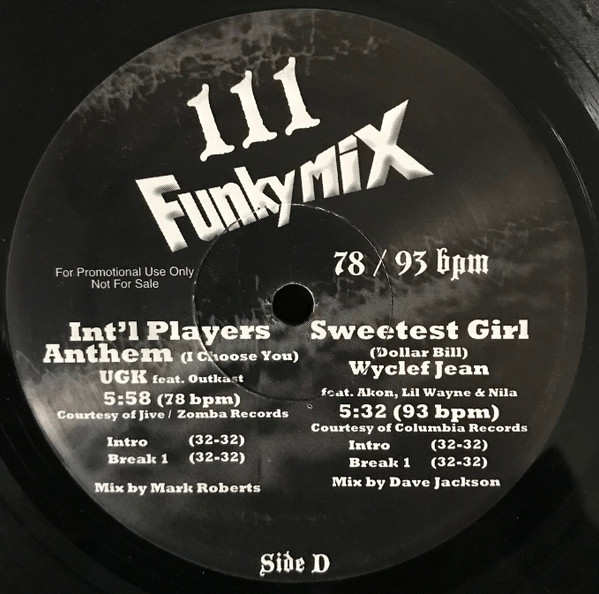 111
Funkymix
78 / 93 bpm
For Promotional Use Only
Not For Sale
Int'l Players
Anthem (I Choose You)
UGK feat. Outkast
5:58 (78 bpm)
Courtesy of Jive / Zomba Records
Intro (32-32)
Break 1 (32-32)
Mix by Mark Roberts
Sweetest Girl
(Dollar Bill)
Wyclef Jean
feat. Akon, Lil Wayne & Nila
5:32 (93 bpm)
Courtesy of Columbia Records
Intro (32-32)
Break 1 (32-32)
Mix by Dave Jackson
Side D